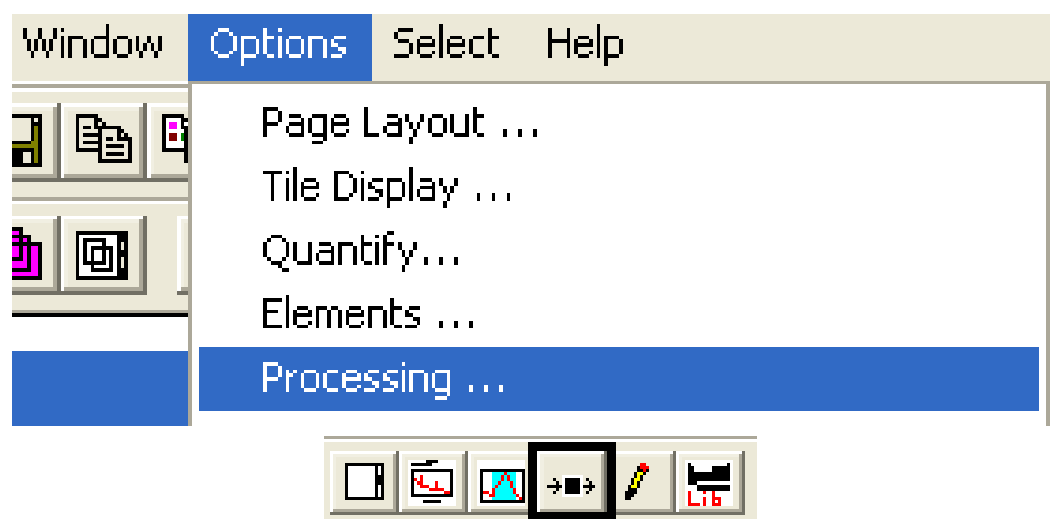 Window Options Select Help
Page Layout ...
Tile Display ...
Quantify...
Elements ...
Processing ...
Lib